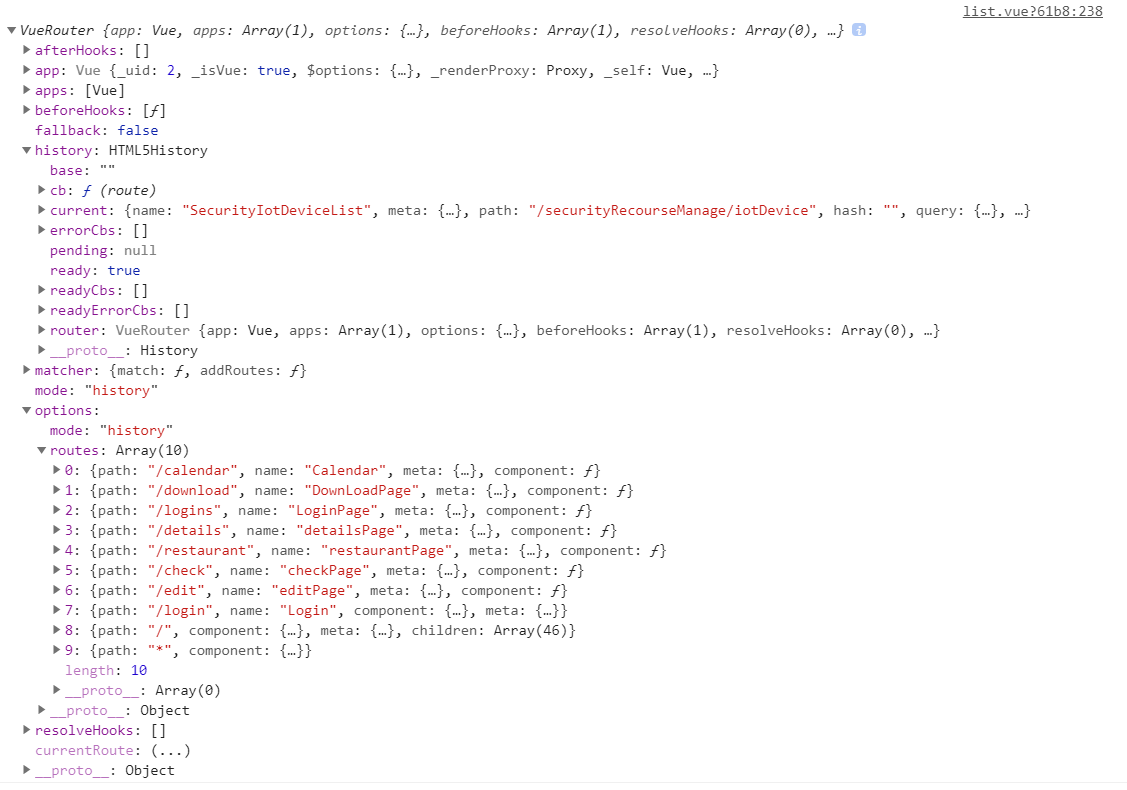 list.vue?61b8:238
▼VueRouter {app: Vue, apps: Array(1), options: {…}, beforeHooks: Array(1), resolveHooks: Array(0), …} i
▶afterHooks: []
▶app: Vue {_uid: 2, _isVue: true, $options: {…}, _renderProxy: Proxy, _self: Vue, …}
▶apps: [Vue]
▶beforeHooks: [ƒ]
fallback: false
▼history: HTML5History
base: ""
▶cb: ƒ (route)
▶current: {name: "SecurityIotDeviceList", meta: {…}, path: "/securityRecourseManage/iotDevice", hash: "", query: {…}, …}
▶errorCbs: []
pending: null
ready: true
▶readyCbs: []
▶readyErrorCbs: []
▶router: VueRouter {app: Vue, apps: Array(1), options: {…}, beforeHooks: Array(1), resolveHooks: Array(0), …}
▶__proto__: History
▶matcher: {match: ƒ, addRoutes: ƒ}
mode: "history"
▼options:
mode: "history"
▼routes: Array(10)
▶0: {path: "/calendar", name: "Calendar", meta: {…}, component: ƒ}
▶1: {path: "/download", name: "DownLoadPage", meta: {…}, component: ƒ}
▶2: {path: "/logins", name: "LoginPage", meta: {…}, component: ƒ}
▶3: {path: "/details", name: "detailsPage", meta: {…}, component: ƒ}
▶4: {path: "/restaurant", name: "restaurantPage", meta: {…}, component: ƒ}
▶5: {path: "/check", name: "checkPage", meta: {…}, component: ƒ}
▶6: {path: "/edit", name: "editPage", meta: {…}, component: ƒ}
▶7: {path: "/login", name: "Login", component: {…}, meta: {…}}
▶8: {path: "/", component: {…}, meta: {…}, children: Array(46)}
▶9: {path: "*", component: {…}}
length: 10
▶__proto__: Array(0)
▶__proto__: Object
▶resolveHooks: []
currentRoute: (...)
▶__proto__: Object